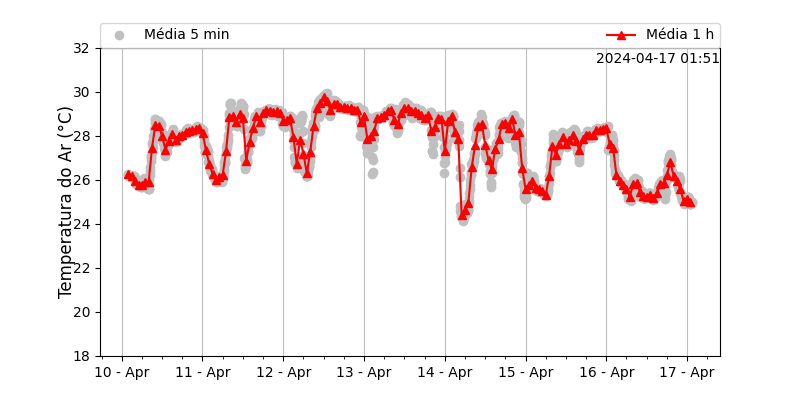 Média 5 min
Média 1 h
2024-04-17 01:51
Temperatura do Ar (°C)
32
30
28
26
24
22
20
18
10 - Apr
11 - Apr
12 - Apr
13 - Apr
14 - Apr
15 - Apr
16 - Apr
17 - Apr